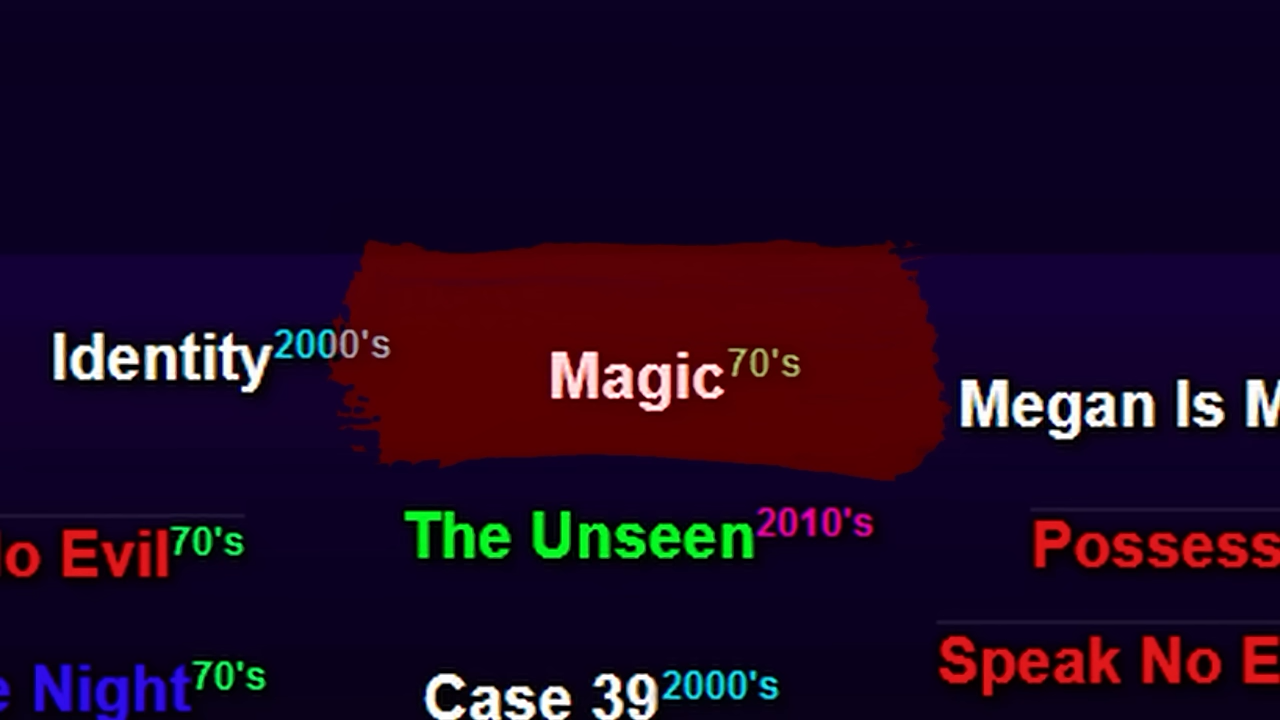 Identity2000's
Magic70's
Megan Is
The Unseen2010's
Evil70's
Possess
Night70's
Case 392000's
Speak No